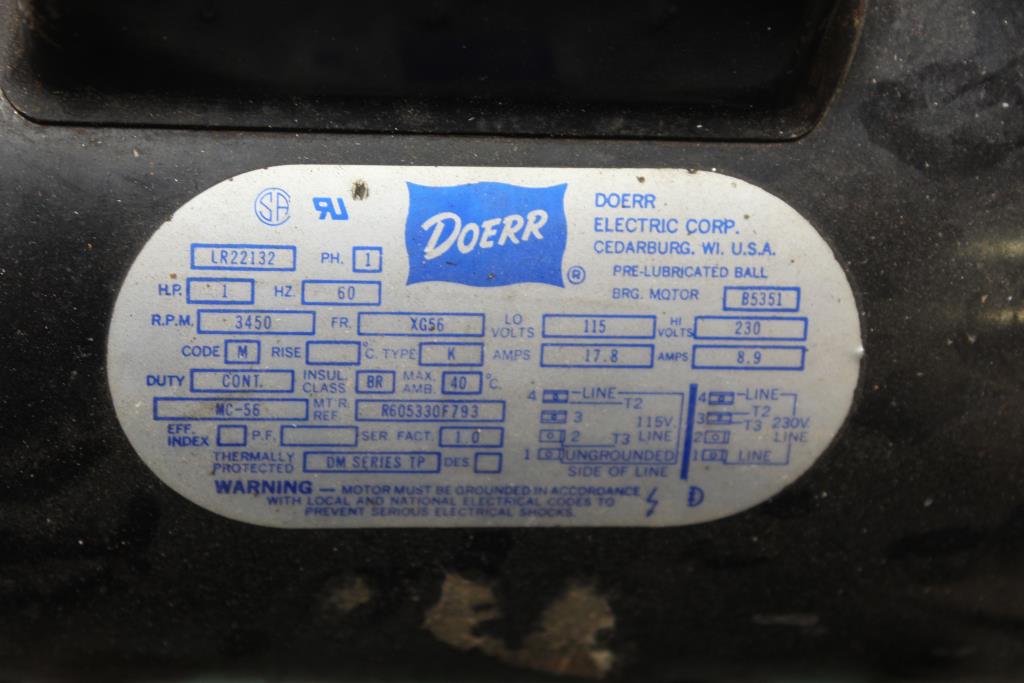 SA RU
DOERR ®
DOERR
ELECTRIC CORP.
CEDARBURG, WI. U.S.A.
PRE-LUBRICATED BALL
BRG. MOTOR B5351
LR22132 PH. 1
H.P. 1 HZ. 60
R.P.M. 3450 FR. XG56 LO VOLTS 115 HI VOLTS 230
CODE M RISE °C. TYPE K AMPS 17.8 AMPS 8.9
DUTY CONT. INSUL. CLASS BR MAX. AMB. 40 °C.
MC-56 MT'R. REF. R605330F793
EFF. INDEX P.F. SER. FACT. 1.0
THERMALLY PROTECTED DM SERIES TP DES
4 LINE
T2
3 115V.
2 T3 LINE
1 UNGROUNDED
SIDE OF LINE
4 LINE
T2
3 T3 230V.
2 LINE
1 LINE
WARNING — MOTOR MUST BE GROUNDED IN ACCORDANCE
WITH LOCAL AND NATIONAL ELECTRICAL CODES TO
PREVENT SERIOUS ELECTRICAL SHOCKS.